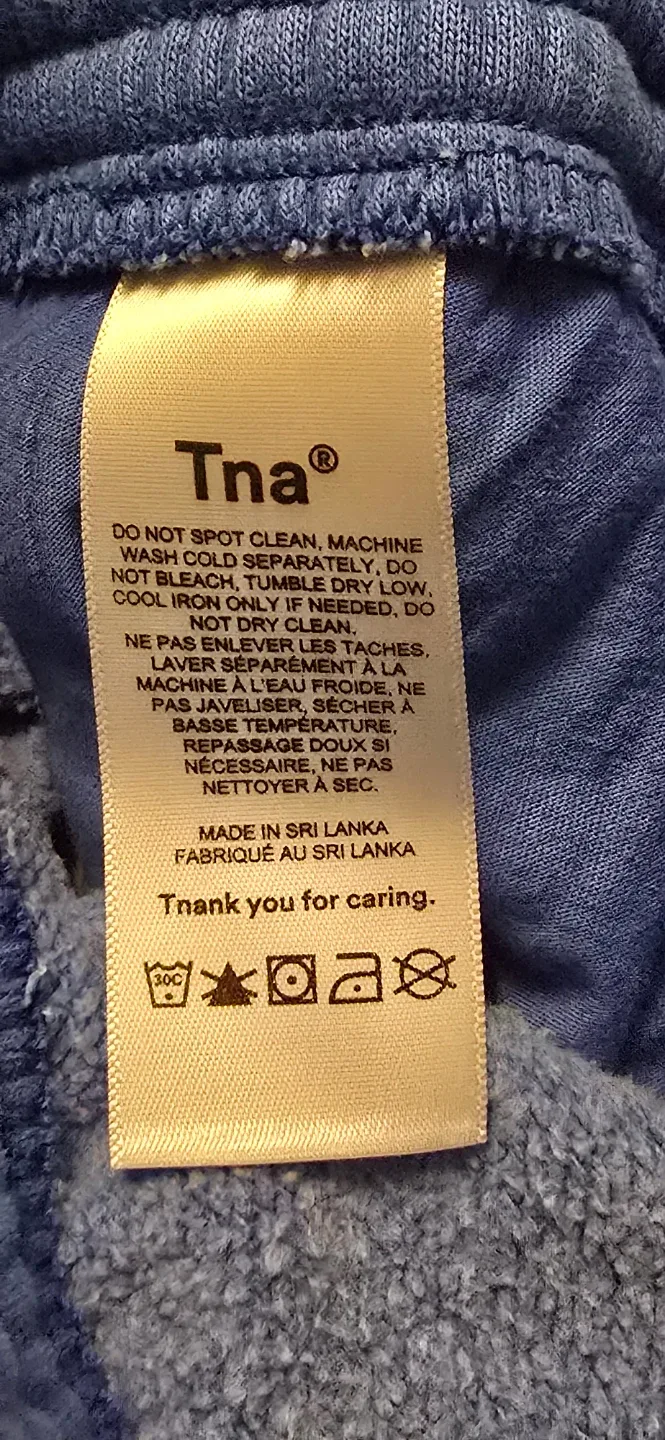 Tna®
DO NOT SPOT CLEAN, MACHINE
WASH COLD SEPARATELY, DO
NOT BLEACH, TUMBLE DRY LOW,
COOL IRON ONLY IF NEEDED, DO
NOT DRY CLEAN.
NE PAS ENLEVER LES TACHES,
LAVER SÉPARÉMENT À LA
MACHINE À L'EAU FROIDE, NE
PAS JAVELISER, SÉCHER À
BASSE TEMPÉRATURE,
REPASSAGE DOUX SI
NÉCESSAIRE, NE PAS
NETTOYER À SEC.
MADE IN SRI LANKA
FABRIQUÉ AU SRI LANKA
Tnank you for caring.
30C